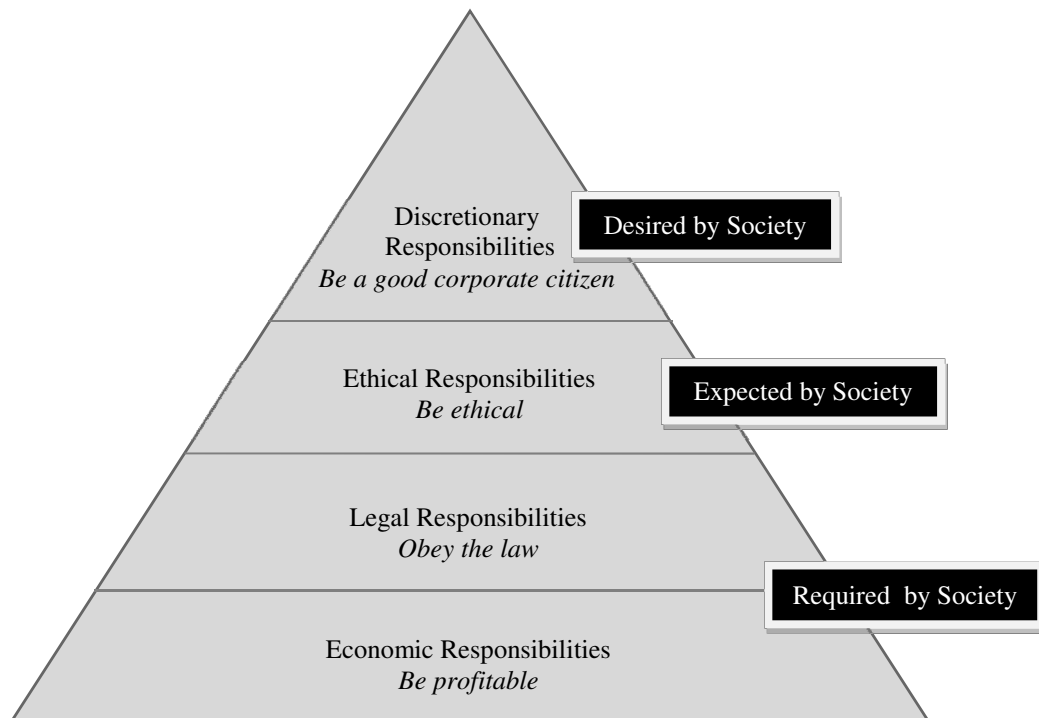 Discretionary
Responsibilities
Be a good corporate citizen
Desired by Society
Ethical Responsibilities
Be ethical
Expected by Society
Legal Responsibilities
Obey the law
Required by Society
Economic Responsibilities
Be profitable